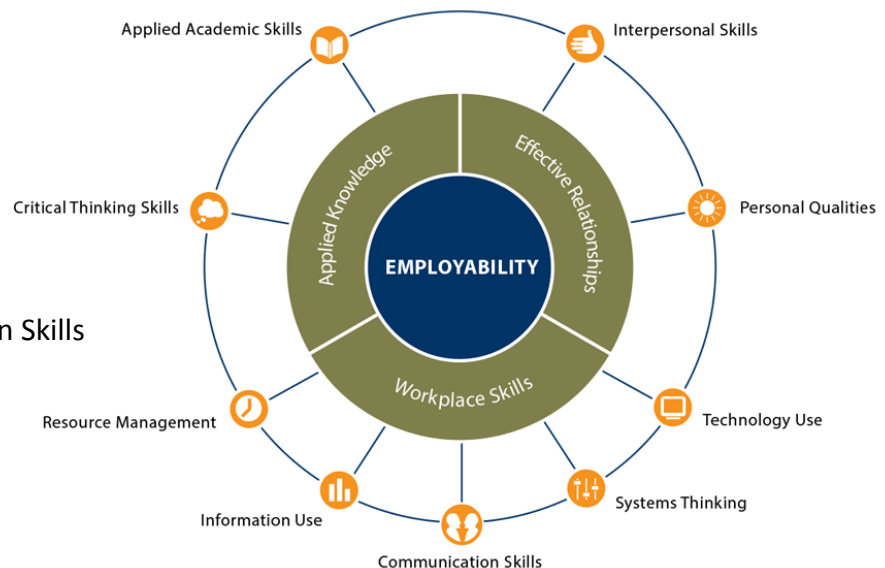 Applied Academic Skills
Interpersonal Skills
Applied Knowledge
Effective Relationships
Critical Thinking Skills
Personal Qualities
EMPLOYABILITY
n Skills
Workplace Skills
Resource Management
Technology Use
Information Use
Systems Thinking
Communication Skills